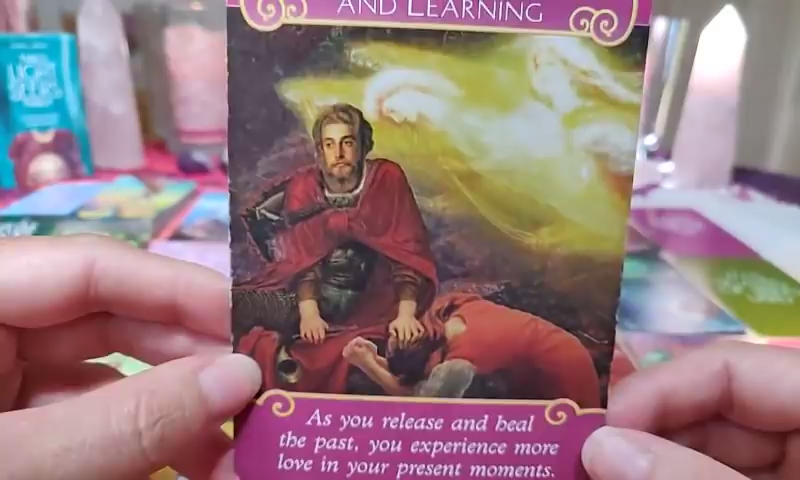 AND LEARNING
As you release and heal
the past, you experience more
love in your present moments.